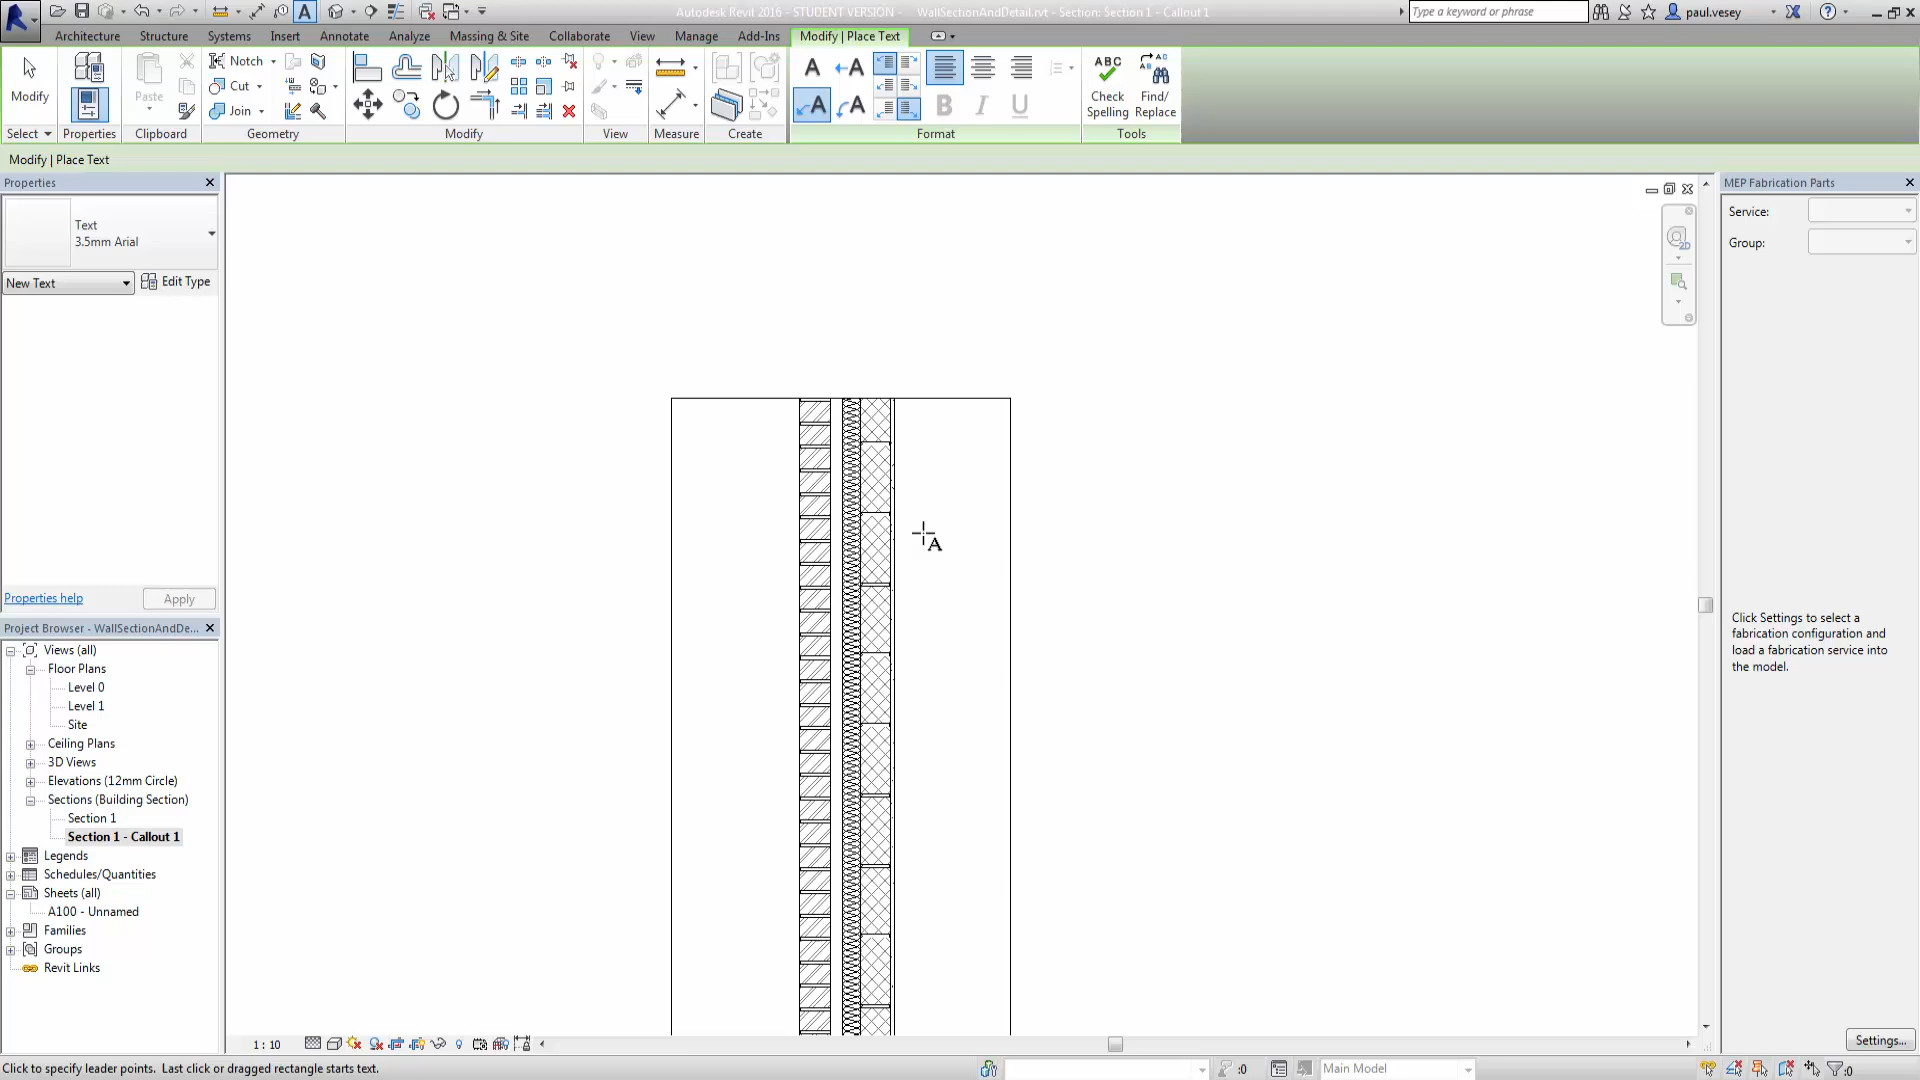 Autodesk Revit 2016 - STUDENT VERSION - WallSectionAndDetail.rvt - Section: Section 1 - Callout 1
Type a keyword or phrase
paul.vesey
Architecture Structure Systems Insert Annotate Analyze Massing & Site Collaborate View Manage Add-Ins Modify | Place Text
Modify
Paste
Notch
Cut
Join
Check Spelling
Find/ Replace
Select Properties Clipboard Geometry Modify View Measure Create Format Tools
Modify | Place Text
Properties
Text
3.5mm Arial
New Text
Edit Type
Properties help
Apply
Project Browser - WallSectionAndDe...
Views (all)
Floor Plans
Level 0
Level 1
Site
Ceiling Plans
3D Views
Elevations (12mm Circle)
Sections (Building Section)
Section 1
Section 1 - Callout 1
Legends
Schedules/Quantities
Sheets (all)
A100 - Unnamed
Families
Groups
Revit Links
MEP Fabrication Parts
Service:
Group:
Click Settings to select a
fabrication configuration and
load a fabrication service into
the model.
Settings...
1 : 10
Click to specify leader points. Last click or dragged rectangle starts text.
:0
Main Model
:0